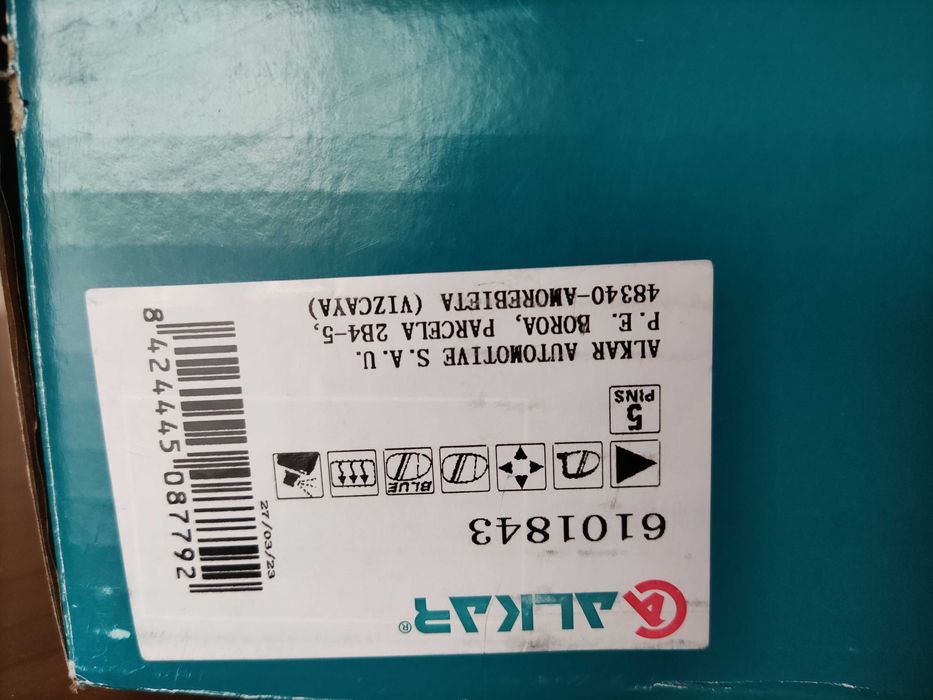 ALKAR®
6101843
BLUE
5
PINS
ALKAR AUTOMOTIVE S.A.U.
P.E. BOROA, PARCELA 2B4-5,
48340-AMOREBIETA (VIZCAYA)
27/03/23
8 424445 087792